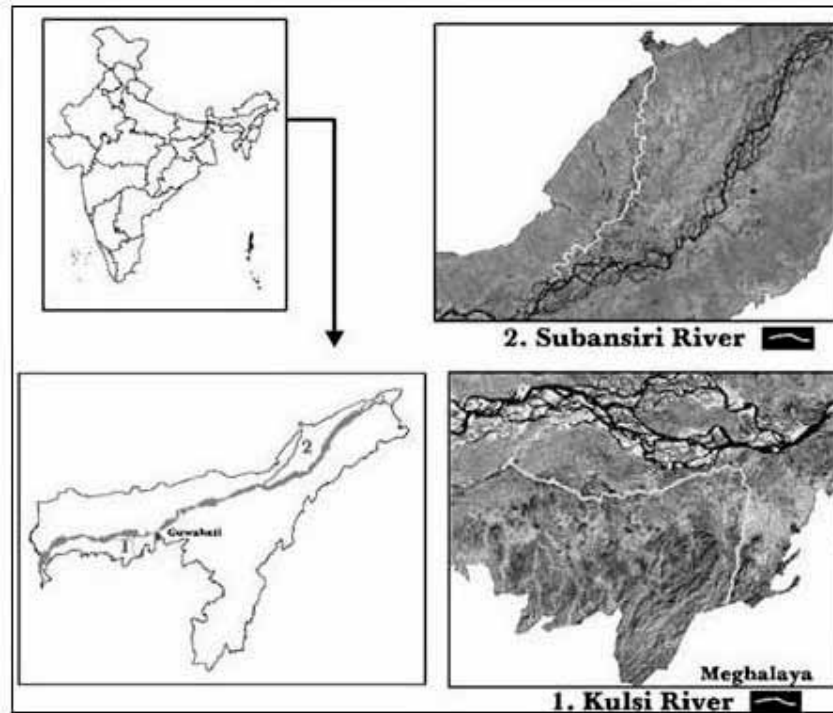 2. Subansiri River
2
Guwahati
1
Meghalaya
1. Kulsi River